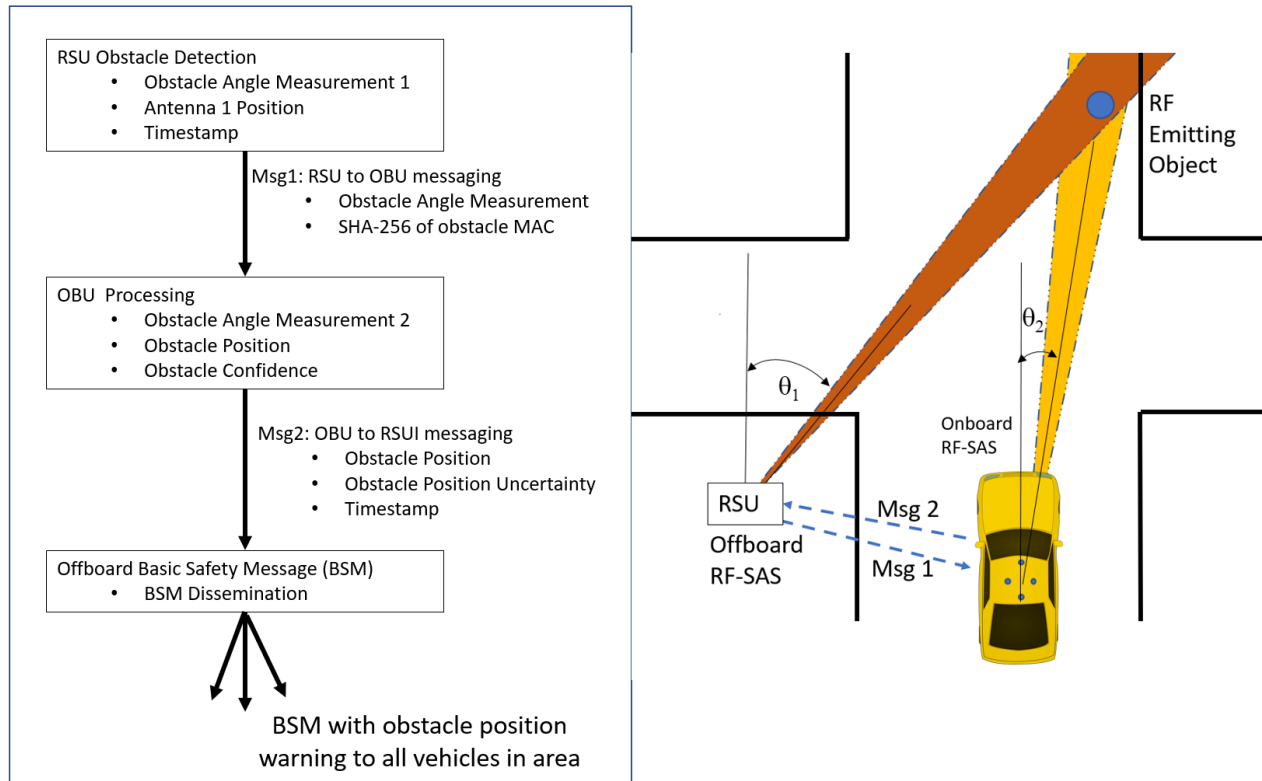 RSU Obstacle Detection
• Obstacle Angle Measurement 1
• Antenna 1 Position
• Timestamp
Msg1: RSU to OBU messaging
• Obstacle Angle Measurement
• SHA-256 of obstacle MAC
OBU Processing
• Obstacle Angle Measurement 2
• Obstacle Position
• Obstacle Confidence
Msg2: OBU to RSUI messaging
• Obstacle Position
• Obstacle Position Uncertainty
• Timestamp
Offboard Basic Safety Message (BSM)
• BSM Dissemination
BSM with obstacle position
warning to all vehicles in area
RF
Emitting
Object
θ2
θ1
Onboard
RF-SAS
RSU
Offboard
RF-SAS
Msg 2
Msg 1